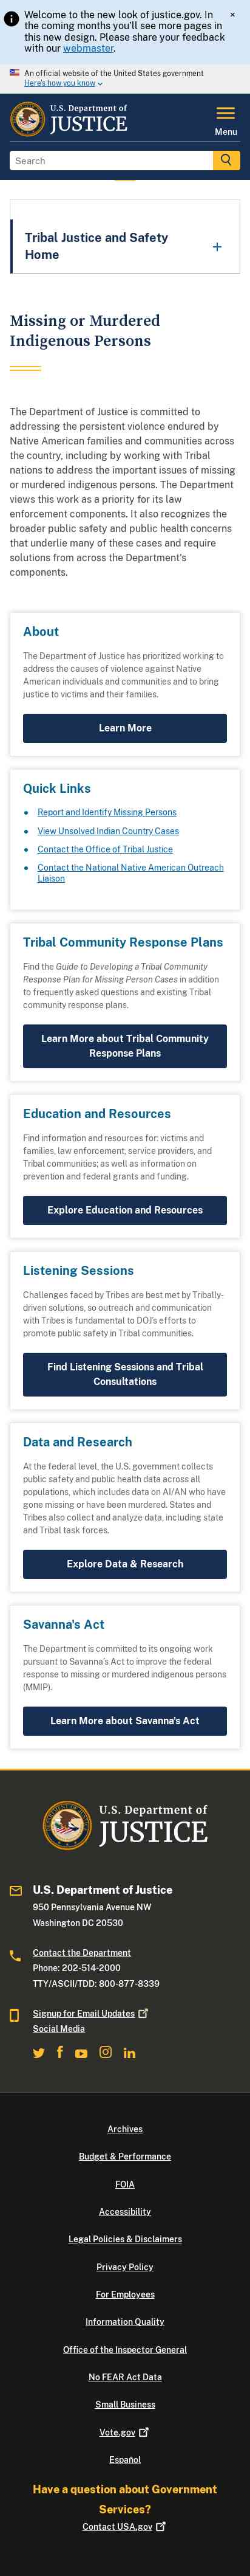 Welcome to the new look of justice.gov. In
the coming months you'll see more pages in
this new design. Please share your feedback
with our webmaster.
×
An official website of the United States government
Here's how you know
U.S. Department of
JUSTICE
Menu
Search
Tribal Justice and Safety
Home
Missing or Murdered
Indigenous Persons
The Department of Justice is committed to
addressing the persistent violence endured by
Native American families and communities across
the country, including by working with Tribal
nations to address the important issues of missing
or murdered indigenous persons. The Department
views this work as a priority for its law
enforcement components. It also recognizes that
the broader public safety and public health concerns
that underlie many of these cases and require
solutions from across the Department's
components.
About
The Department of Justice has prioritized working to
address the causes of violence against Native
American individuals and communities and to bring
justice to victims and their families.
Learn More
Quick Links
Report and Identify Missing Persons
View Unsolved Indian Country Cases
Contact the Office of Tribal Justice
Contact the National Native American Outreach
Liaison
Tribal Community Response Plans
Find the Guide to Developing a Tribal Community
Response Plan for Missing Person Cases in addition
to frequently asked questions and existing Tribal
community response plans.
Learn More about Tribal Community
Response Plans
Education and Resources
Find information and resources for: victims and
families, law enforcement, service providers, and
Tribal communities; as well as information on
prevention and federal grants and funding.
Explore Education and Resources
Listening Sessions
Challenges faced by Tribes are best met by Tribally-
driven solutions, so outreach and communication
with Tribes is fundamental to DOJ's efforts to
promote public safety in Tribal communities.
Find Listening Sessions and Tribal
Consultations
Data and Research
At the federal level, the U.S. government collects
public safety and public health data across all
populations, which includes data on AI/AN who have
gone missing or have been murdered. States and
Tribes also collect and analyze data, including state
and Tribal task forces.
Explore Data & Research
Savanna's Act
The Department is committed to its ongoing work
pursuant to Savanna's Act to improve the federal
response to missing or murdered indigenous persons
(MMIP).
Learn More about Savanna's Act
U.S. Department of
JUSTICE
U.S. Department of Justice
950 Pennsylvania Avenue NW
Washington DC 20530
Contact the Department
Phone: 202-514-2000
TTY/ASCII/TDD: 800-877-8339
Signup for Email Updates
Social Media
Archives
Budget & Performance
FOIA
Accessibility
Legal Policies & Disclaimers
Privacy Policy
For Employees
Information Quality
Office of the Inspector General
No FEAR Act Data
Small Business
Vote.gov
Español
Have a question about Government
Services?
Contact USA.gov